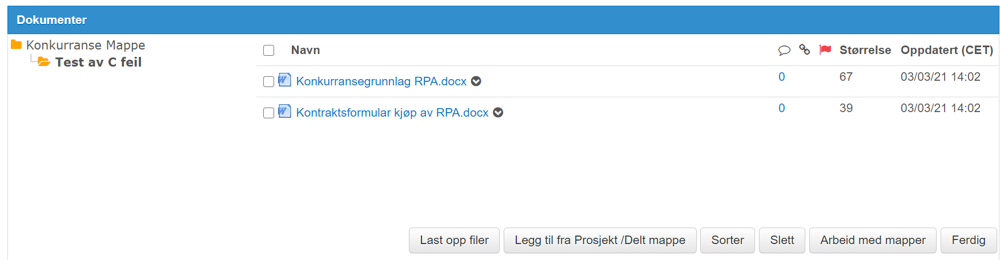 Dokumenter
Konkurranse Mappe
Test av C feil
Navn Størrelse Oppdatert (CET)
Konkurransegrunnlag RPA.docx 0 67 03/03/21 14:02
Kontraktsformular kjøp av RPA.docx 0 39 03/03/21 14:02
Last opp filer Legg til fra Prosjekt /Delt mappe Sorter Slett Arbeid med mapper Ferdig